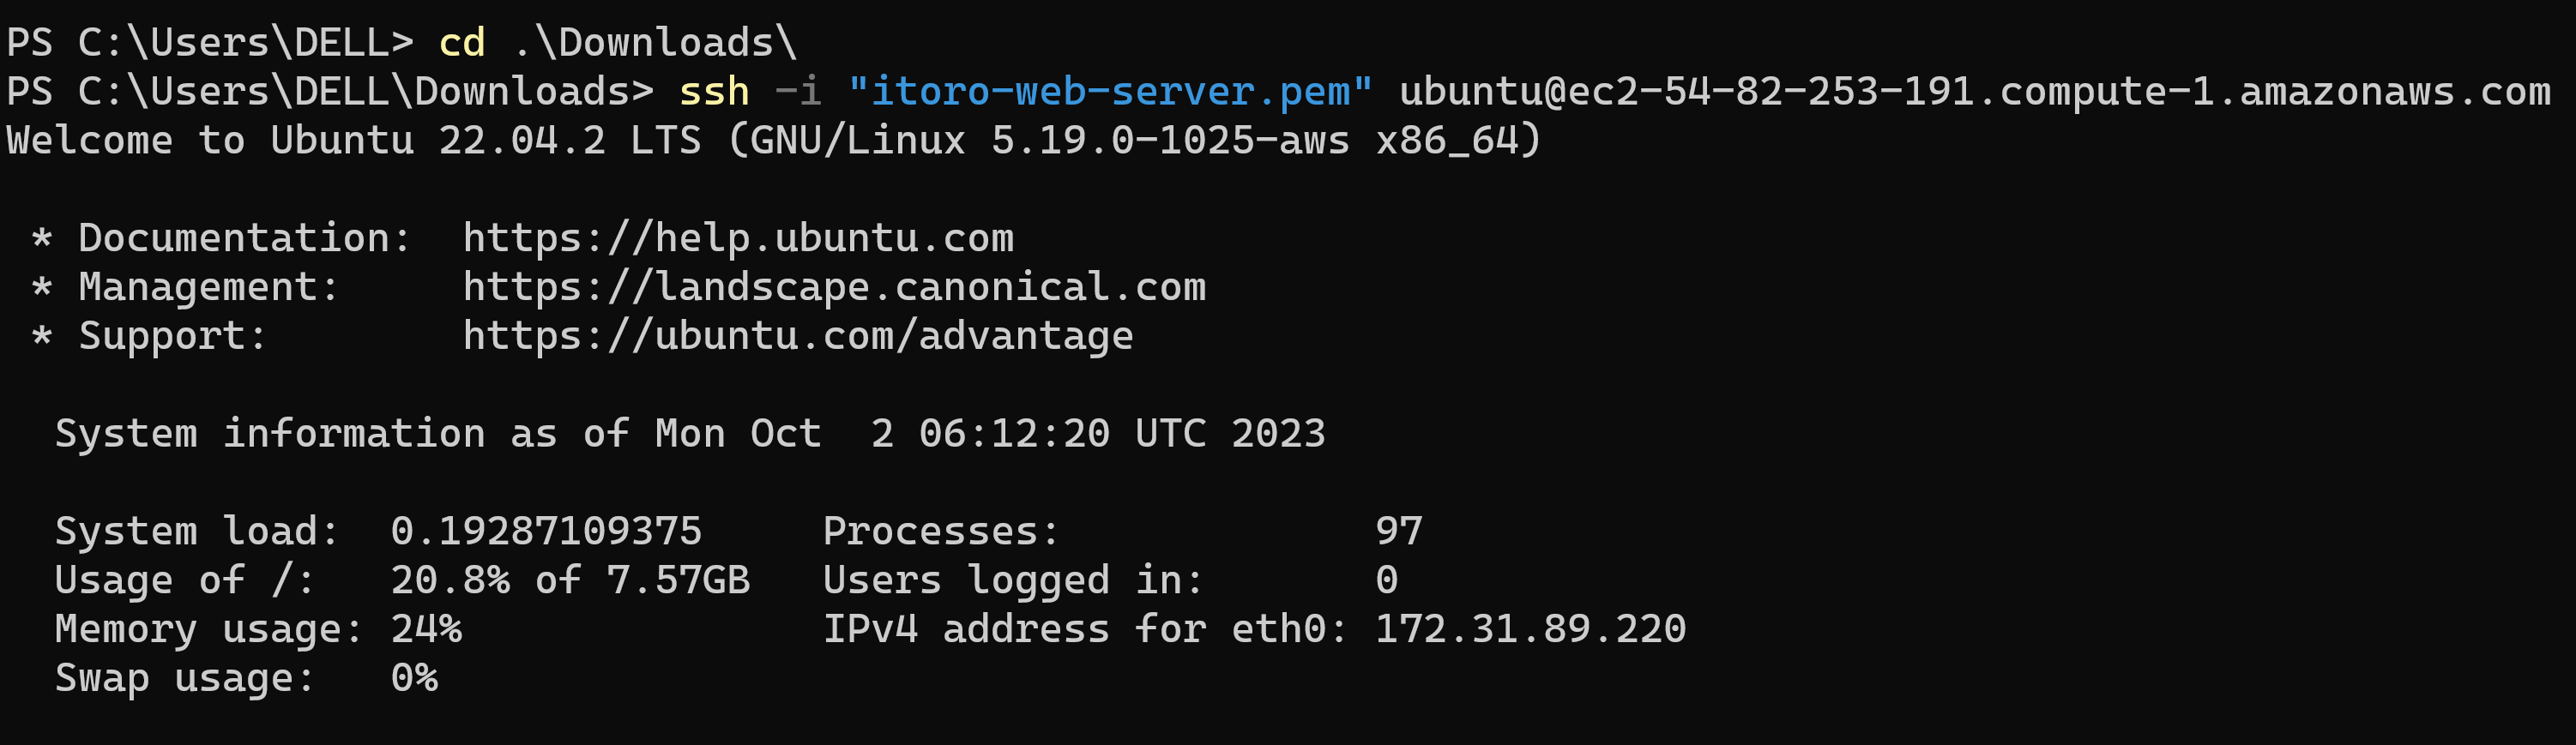 PS C:\Users\DELL> cd .\Downloads\
PS C:\Users\DELL\Downloads> ssh -i "itoro-web-server.pem" ubuntu@ec2-54-82-253-191.compute-1.amazonaws.com
Welcome to Ubuntu 22.04.2 LTS (GNU/Linux 5.19.0-1025-aws x86_64)
* Documentation:  https://help.ubuntu.com
* Management:     https://landscape.canonical.com
* Support:        https://ubuntu.com/advantage
System information as of Mon Oct  2 06:12:20 UTC 2023
System load:  0.19287109375     Processes:             97
Usage of /:   20.8% of 7.57GB   Users logged in:       0
Memory usage: 24%               IPv4 address for eth0: 172.31.89.220
Swap usage:   0%